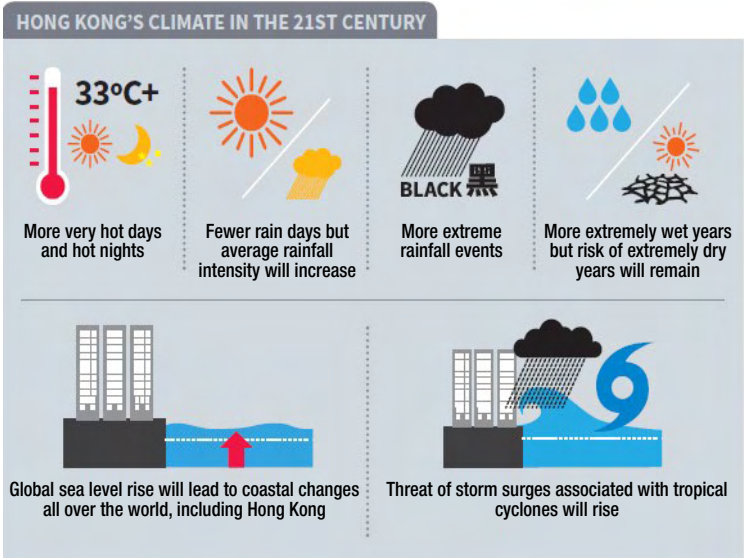 HONG KONG'S CLIMATE IN THE 21ST CENTURY
33ºC+
More very hot days
and hot nights
Fewer rain days but
average rainfall
intensity will increase
BLACK 黑
More extreme
rainfall events
More extremely wet years
but risk of extremely dry
years will remain
Global sea level rise will lead to coastal changes
all over the world, including Hong Kong
Threat of storm surges associated with tropical
cyclones will rise